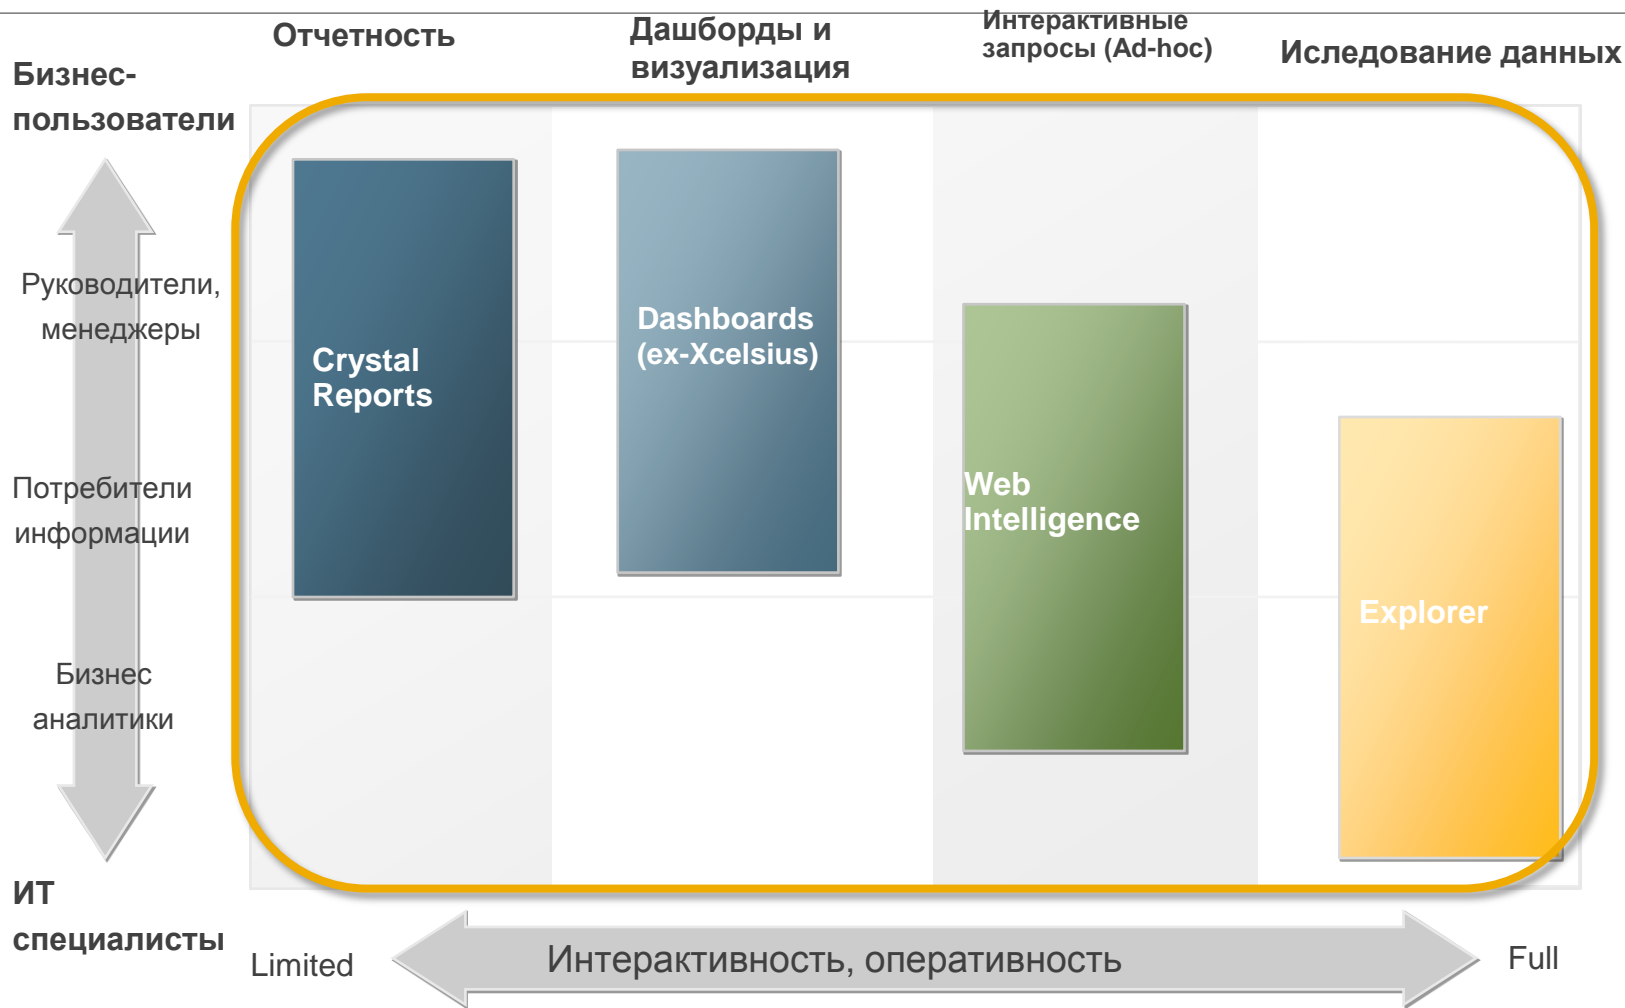 Отчетность
Дашборды и
визуализация
Интерактивные
запросы (Ad-hoc)
Иследование данных
Бизнес-
пользователи
Руководители,
менеджеры
Потребители
информации
Бизнес
аналитики
ИТ
специалисты
Crystal
Reports
Dashboards
(ex-Xcelsius)
Web
Intelligence
Explorer
Limited
Интерактивность, оперативность
Full